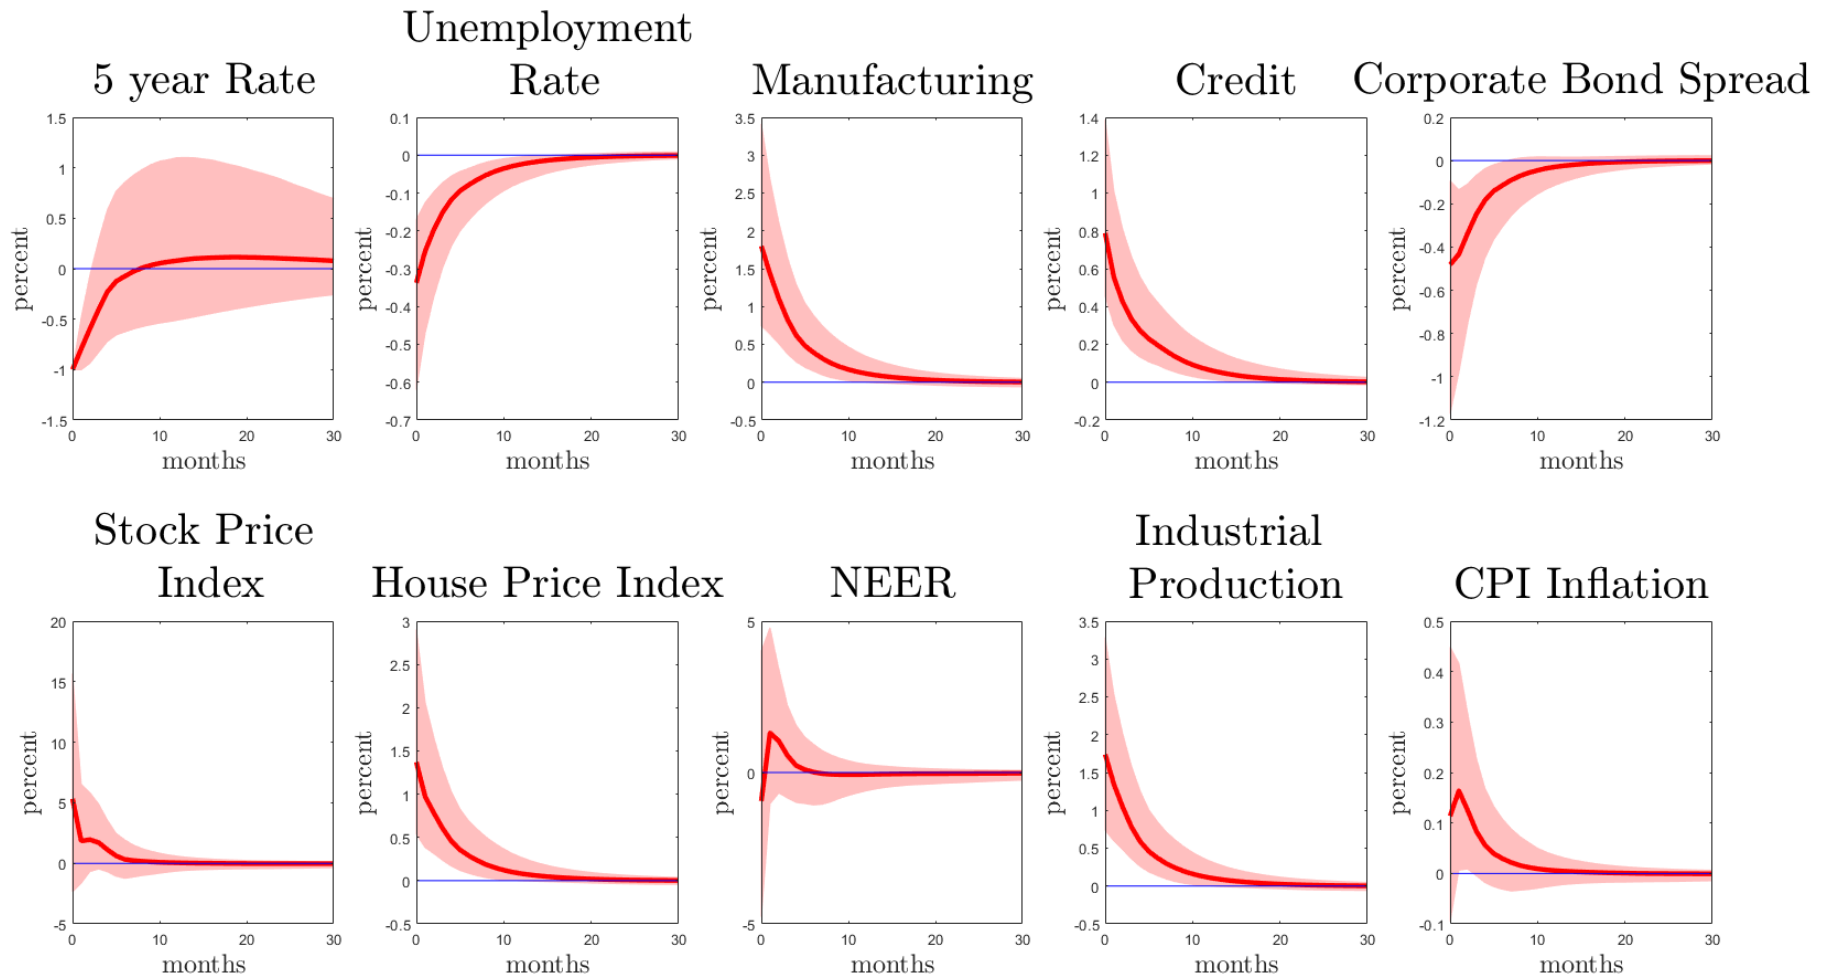 5 year Rate
Unemployment
Rate
Manufacturing
Credit
Corporate Bond Spread
1.5
1
0.5
0
-0.5
-1
-1.5
percent
0 10 20 30
months
0.1
0
-0.1
-0.2
-0.3
-0.4
-0.5
-0.6
-0.7
percent
0 10 20 30
months
3.5
3
2.5
2
1.5
1
0.5
0
-0.5
percent
0 10 20 30
months
1.4
1.2
1
0.8
0.6
0.4
0.2
0
-0.2
percent
0 10 20 30
months
0.2
0
-0.2
-0.4
-0.6
-0.8
-1
-1.2
percent
0 10 20 30
months
Stock Price
Index
House Price Index
NEER
Industrial
Production
CPI Inflation
20
15
10
5
0
-5
percent
0 10 20 30
months
3
2.5
2
1.5
1
0.5
0
-0.5
percent
0 10 20 30
months
5
0
-5
percent
0 10 20 30
months
3.5
3
2.5
2
1.5
1
0.5
0
-0.5
percent
0 10 20 30
months
0.5
0.4
0.3
0.2
0.1
0
-0.1
percent
0 10 20 30
months